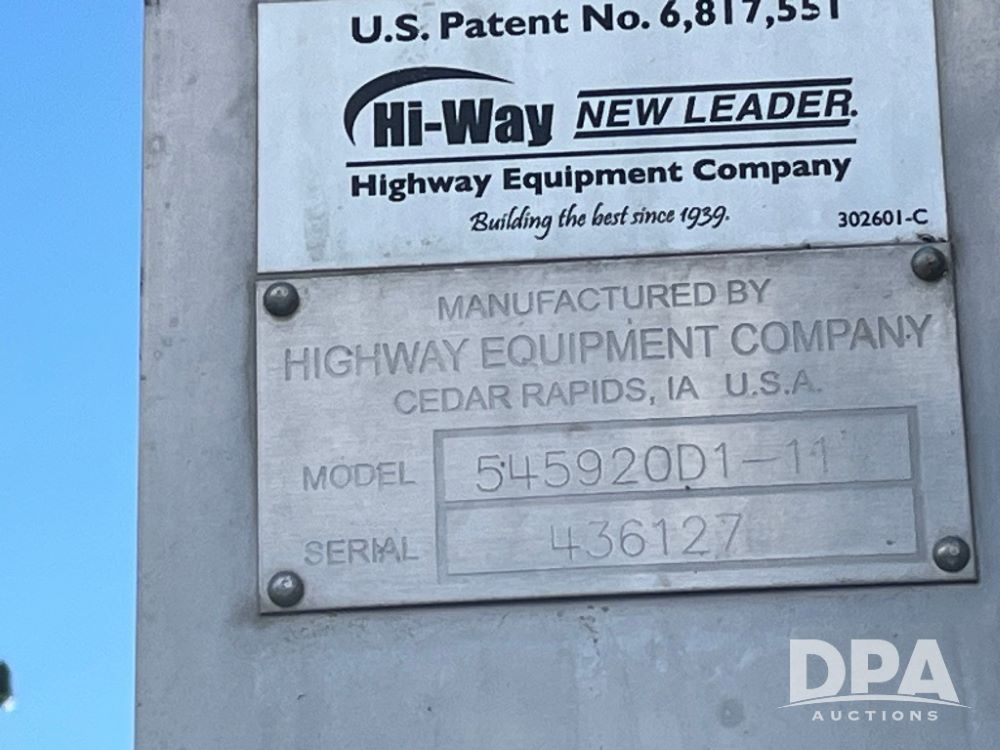 U.S. Patent No. 6,817,551
Hi-Way NEW LEADER.
Highway Equipment Company
Building the best since 1939.
302601-C
MANUFACTURED BY
HIGHWAY EQUIPMENT COMPANY
CEDAR RAPIDS, IA U.S.A.
MODEL 545920D1-11
SERIAL 436127
DPA
AUCTIONS